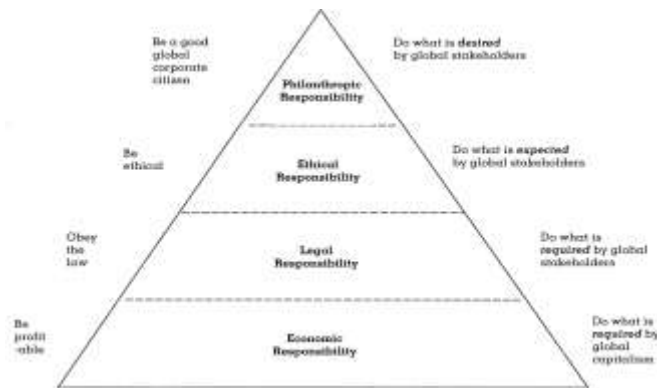 Be a good
global
corporate
citizen
Do what is desired
by global stakeholders
Philanthropic
Responsibility
Be
ethical
Do what is expected
by global stakeholders
Ethical
Responsibility
Obey
the
law
Do what is
required by global
stakeholders
Legal
Responsibility
Be
profit
-able
Do what is
required by
global
capitalism
Economic
Responsibility